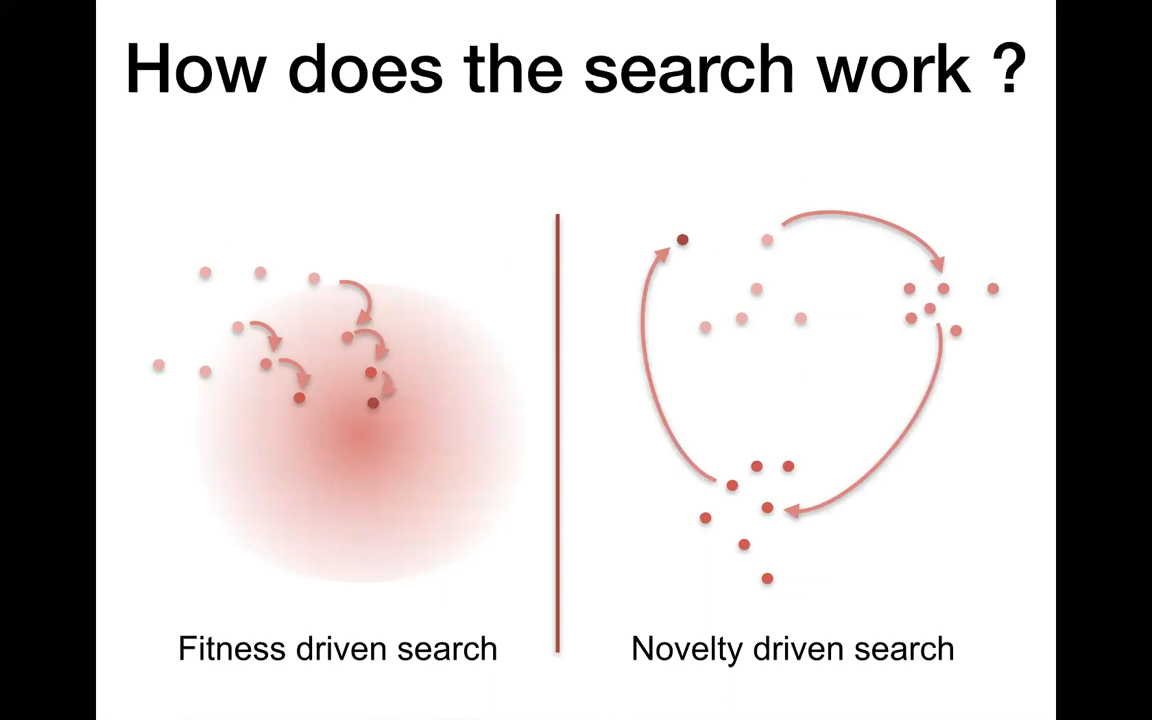 How does the search work ?
Fitness driven search
Novelty driven search